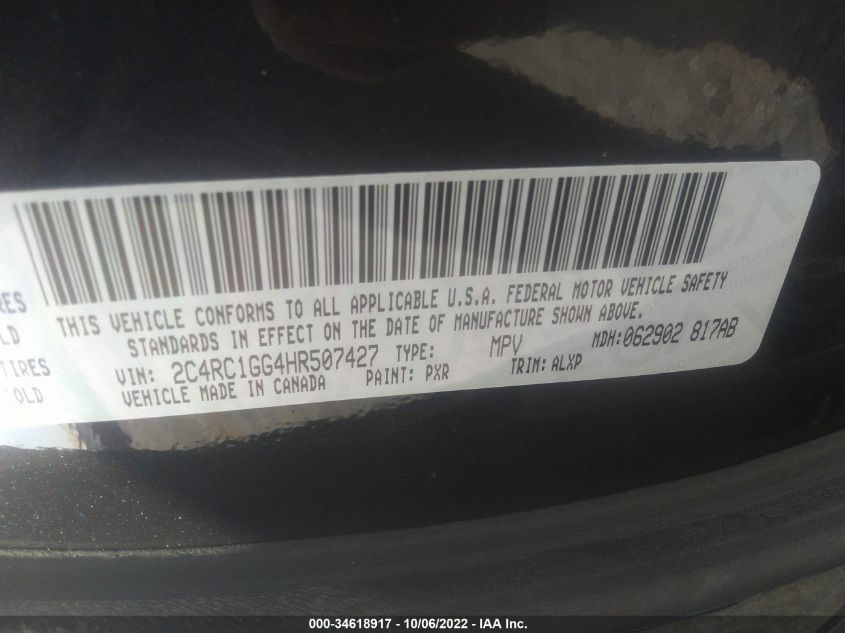 THIS VEHICLE CONFORMS TO ALL APPLICABLE U.S.A. FEDERAL MOTOR VEHICLE SAFETY
STANDARDS IN EFFECT ON THE DATE OF MANUFACTURE SHOWN ABOVE.
VIN: 2C4RC1GG4HR507427 TYPE: MPV MDH:062902 817AB
VEHICLE MADE IN CANADA PAINT: PXR TRIM: ALXP
RES
LD
TIRES
COLD
000-34618917 - 10/06/2022 - IAA Inc.